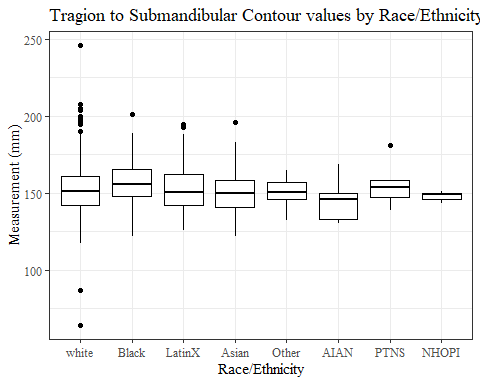 Tragion to Submandibular Contour values by Race/Ethnicity
250
200
150
100
Measurement (mm)
white Black LatinX Asian Other AIAN PTNS NHOPI
Race/Ethnicity